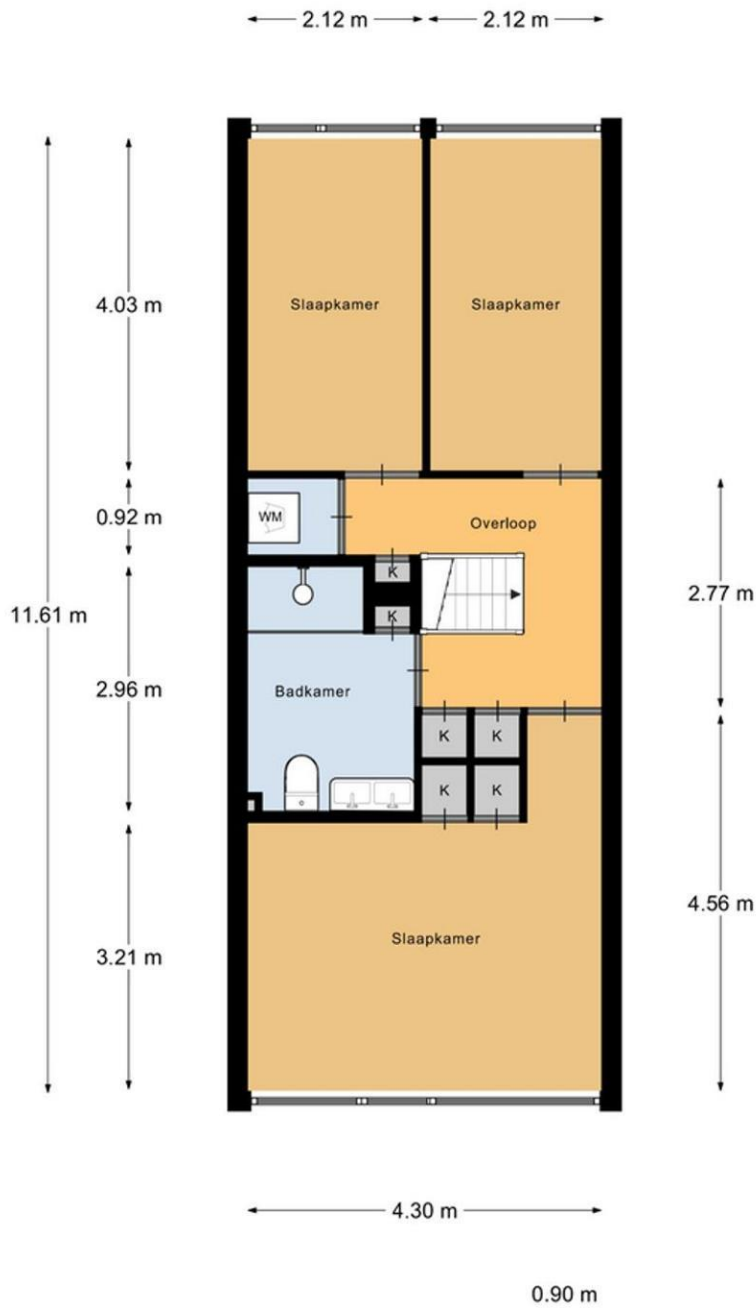 2.12 m
2.12 m
4.03 m
Slaapkamer
Slaapkamer
0.92 m
WM
Overloop
K
2.77 m
11.61 m
K
2.96 m
Badkamer
K
K
K
K
4.56 m
Slaapkamer
3.21 m
4.30 m
0.90 m